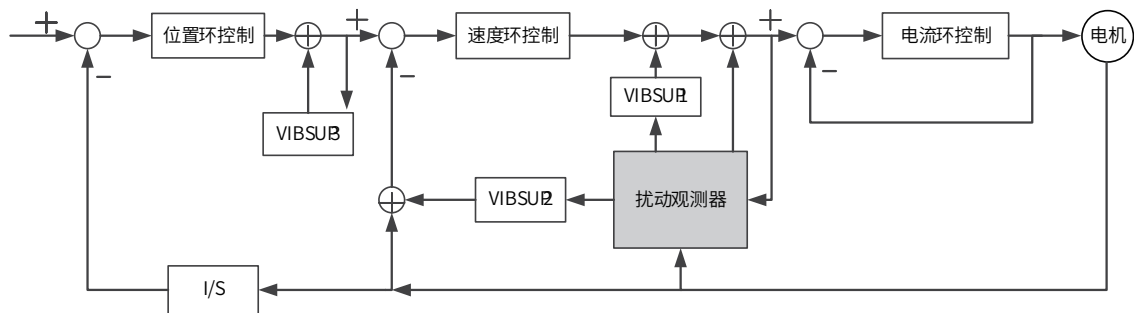 +
位置环控制
+
速度环控制
+
电流环控制
电机
−
−
−
VIBSUP3
VIBSUP1
VIBSUP2
扰动观测器
I/S